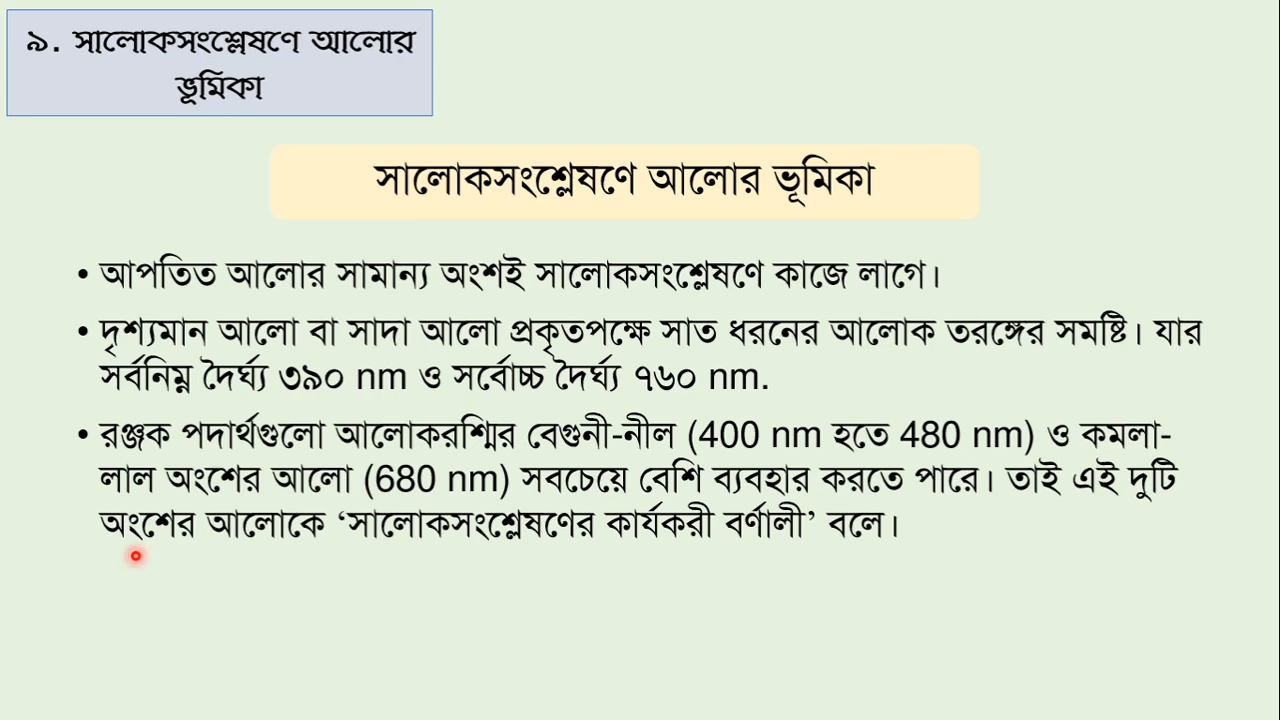 ৯. সালোকসংশ্লেষণে আলোর
ভূমিকা
সালোকসংশ্লেষণে আলোর ভূমিকা
• আপতিত আলোর সামান্য অংশই সালোকসংশ্লেষণে কাজে লাগে।
• দৃশ্যমান আলো বা সাদা আলো প্রকৃতপক্ষে সাত ধরনের আলোক তরঙ্গের সমষ্টি। যার
সর্বনিম্ন দৈর্ঘ্য ৩৯০ nm ও সর্বোচ্চ দৈর্ঘ্য ৭৬০ nm.
• রঞ্জক পদার্থগুলো আলোকরশ্মির বেগুনী-নীল (400 nm হতে 480 nm) ও কমলা-
লাল অংশের আলো (680 nm) সবচেয়ে বেশি ব্যবহার করতে পারে। তাই এই দুটি
অংশের আলোকে ‘সালোকসংশ্লেষণের কার্যকরী বর্ণালী’ বলে।